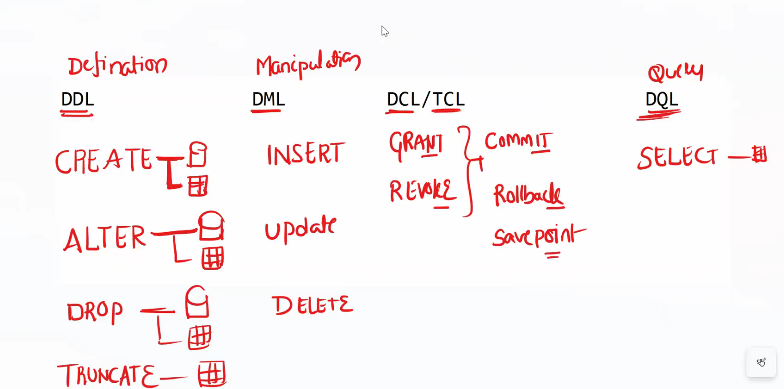 Defination
DDL
CREATE
ALTER
DROP
TRUNCATE
Manipulation
DML
INSERT
Update
DELETE
DCL/TCL
GRANT
REVOKE
COMMIT
Rollback
savepoint
Query
DQL
SELECT